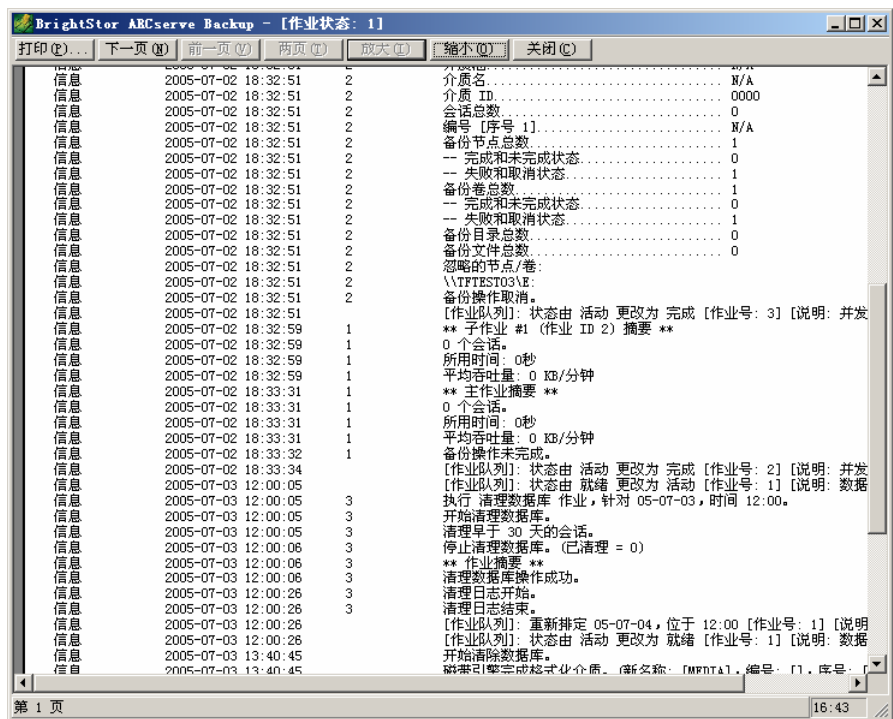 BrightStor ARCserve Backup - [作业状态: 1]
打印(P)... 下一页(N) 前一页(V) 两页(T) 放大(I) 缩小(O) 关闭(C)
信息 2005-07-02 18:32:51 2 介质名 N/A
信息 2005-07-02 18:32:51 2 介质 ID 0000
信息 2005-07-02 18:32:51 2 会话总数 0
信息 2005-07-02 18:32:51 2 编号 [序号 1] N/A
信息 2005-07-02 18:32:51 2 备份节点总数 1
信息 2005-07-02 18:32:51 2 -- 完成和未完成状态 0
信息 2005-07-02 18:32:51 2 -- 失败和取消状态 1
信息 2005-07-02 18:32:51 2 备份卷总数 1
信息 2005-07-02 18:32:51 2 -- 完成和未完成状态 0
信息 2005-07-02 18:32:51 2 -- 失败和取消状态 1
信息 2005-07-02 18:32:51 2 备份目录总数 0
信息 2005-07-02 18:32:51 2 备份文件总数 0
信息 2005-07-02 18:32:51 2 忽略的节点/卷:
信息 2005-07-02 18:32:51 2 \\TFTEST03\E:
信息 2005-07-02 18:32:51 2 备份操作取消。
信息 2005-07-02 18:32:51 [作业队列]: 状态由 活动 更改为 完成 [作业号: 3] [说明: 并发
信息 2005-07-02 18:32:59 1 ** 子作业 #1 (作业 ID 2) 摘要 **
信息 2005-07-02 18:32:59 1 0 个会话。
信息 2005-07-02 18:32:59 1 所用时间: 0秒
信息 2005-07-02 18:32:59 1 平均吞吐量: 0 KB/分钟
信息 2005-07-02 18:33:31 1 ** 主作业摘要 **
信息 2005-07-02 18:33:31 1 0 个会话。
信息 2005-07-02 18:33:31 1 所用时间: 0秒
信息 2005-07-02 18:33:31 1 平均吞吐量: 0 KB/分钟
信息 2005-07-02 18:33:32 1 备份操作未完成。
信息 2005-07-02 18:33:34 [作业队列]: 状态由 活动 更改为 完成 [作业号: 2] [说明: 并发
信息 2005-07-03 12:00:05 [作业队列]: 状态由 就绪 更改为 活动 [作业号: 1] [说明: 数据
信息 2005-07-03 12:00:05 3 执行 清理数据库 作业，针对 05-07-03，时间 12:00。
信息 2005-07-03 12:00:05 3 开始清理数据库。
信息 2005-07-03 12:00:05 3 清理早于 30 天的会话。
信息 2005-07-03 12:00:06 3 停止清理数据库。(已清理 = 0)
信息 2005-07-03 12:00:06 3 ** 作业摘要 **
信息 2005-07-03 12:00:06 3 清理数据库操作成功。
信息 2005-07-03 12:00:26 3 清理日志开始。
信息 2005-07-03 12:00:26 3 清理日志结束。
信息 2005-07-03 12:00:26 [作业队列]: 重新排定 05-07-04，位于 12:00 [作业号: 1] [说明
信息 2005-07-03 12:00:26 [作业队列]: 状态由 活动 更改为 就绪 [作业号: 1] [说明: 数据
信息 2005-07-03 13:40:45 开始清除数据库。
信息 2005-07-03 13:40:45 磁带引擎完成格式化介质。(新名称: [MEDIA]，编号: []，序号: [
第 1 页 16:43